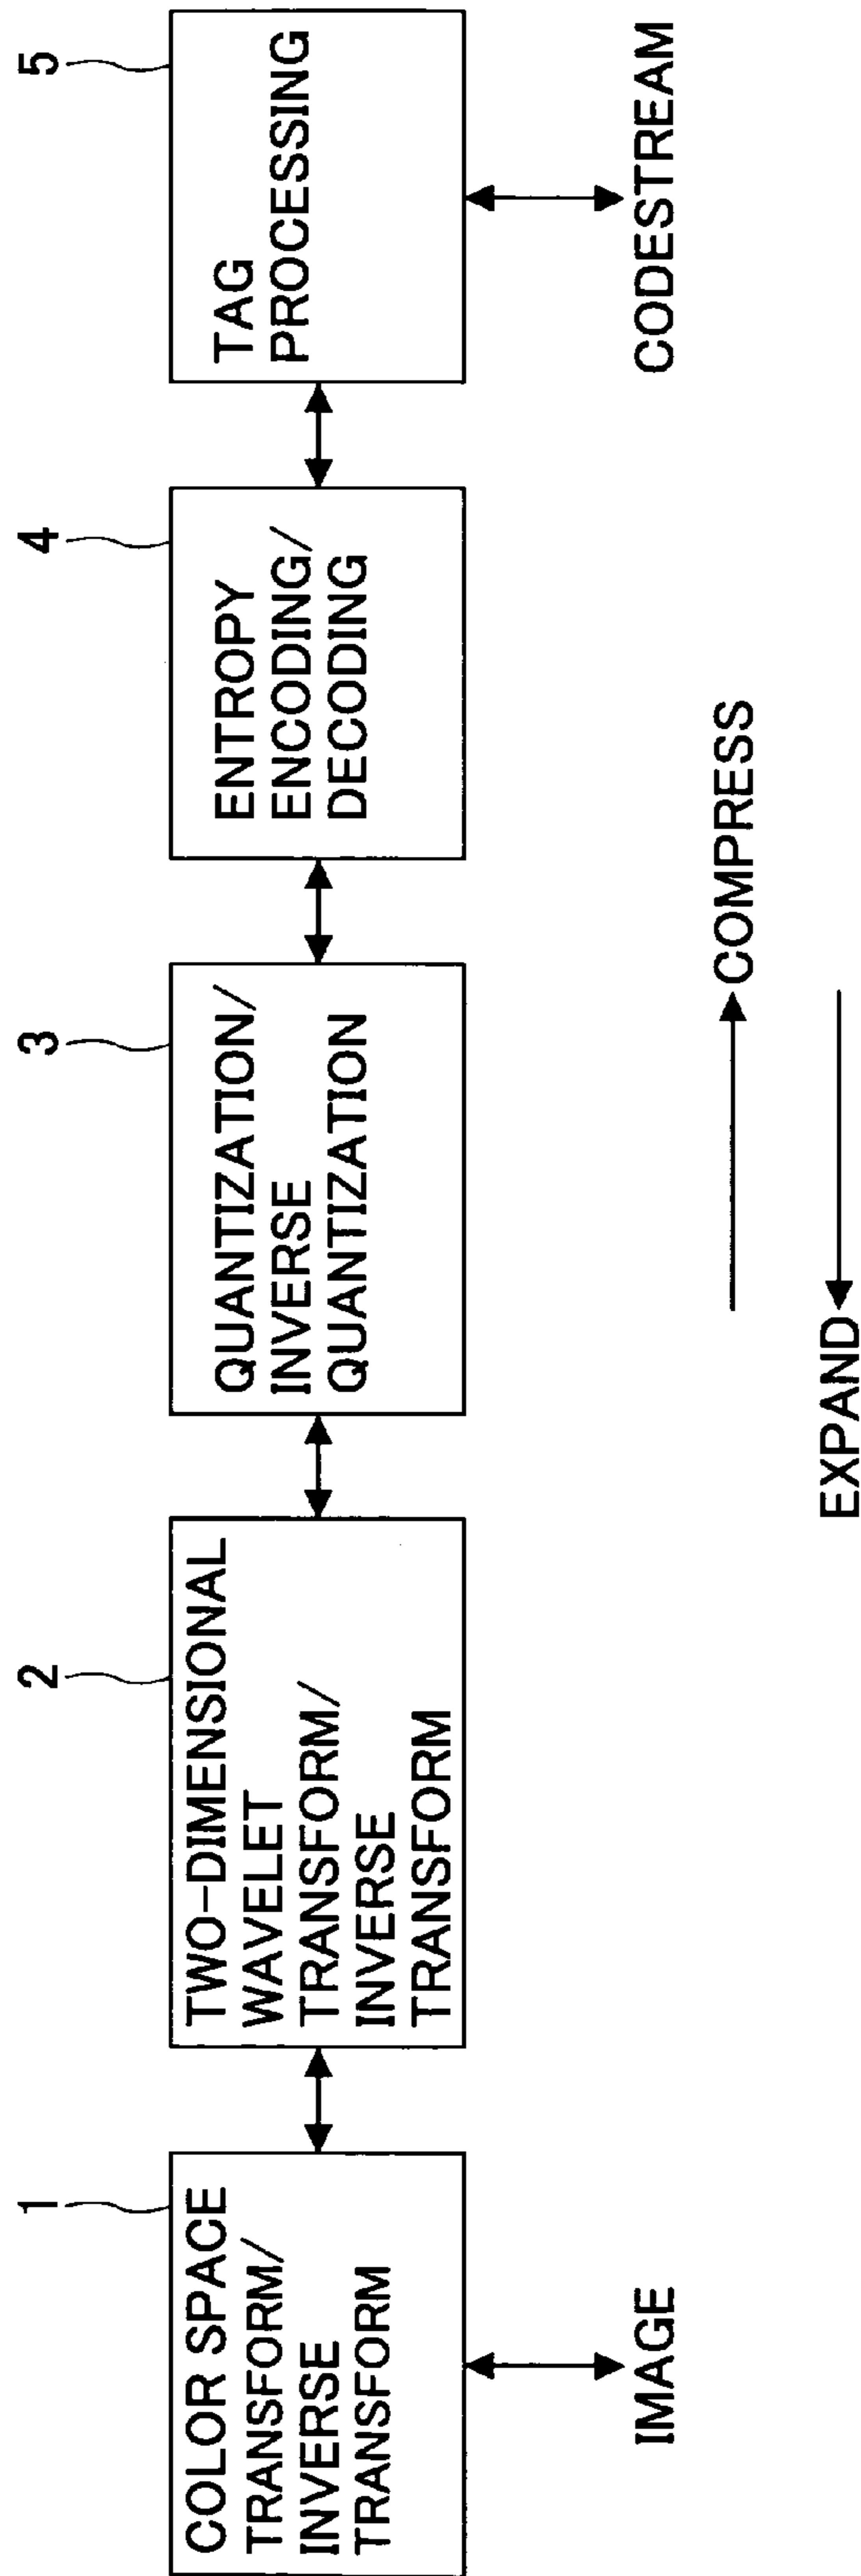 1
COLOR SPACE
TRANSFORM/
INVERSE
TRANSFORM
2
TWO-DIMENSIONAL
WAVELET
TRANSFORM/
INVERSE
TRANSFORM
3
QUANTIZATION/
INVERSE
QUANTIZATION
4
ENTROPY
ENCODING/
DECODING
5
TAG
PROCESSING
IMAGE
CODESTREAM
COMPRESS
EXPAND